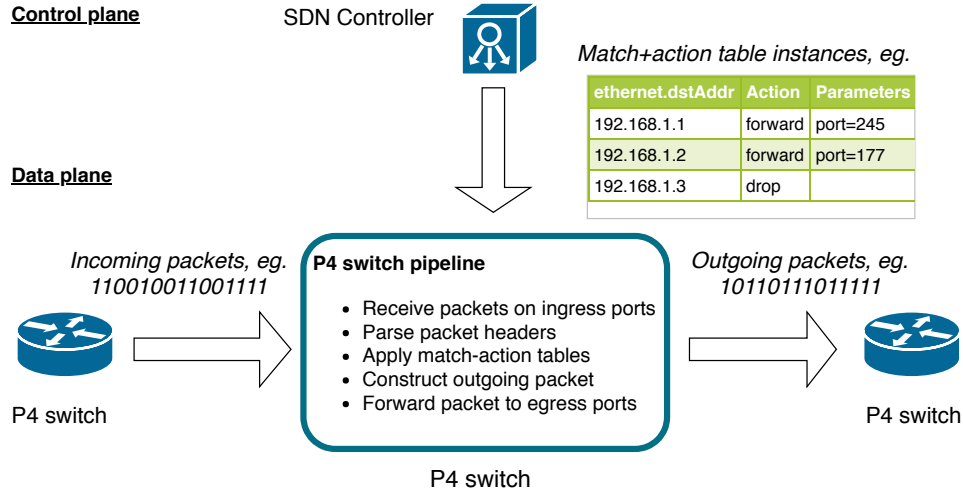 Control plane
SDN Controller
Match+action table instances, eg.
ethernet.dstAddr Action Parameters
192.168.1.1 forward port=245
192.168.1.2 forward port=177
192.168.1.3 drop
Data plane
Incoming packets, eg.
110010011001111
P4 switch
P4 switch pipeline
• Receive packets on ingress ports
• Parse packet headers
• Apply match-action tables
• Construct outgoing packet
• Forward packet to egress ports
P4 switch
Outgoing packets, eg.
10110111011111
P4 switch